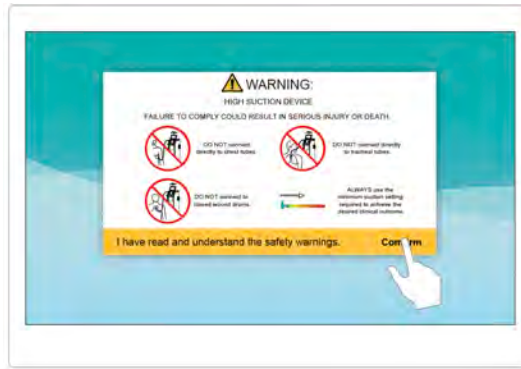 WARNING:
HIGH SUCTION DEVICE
FAILURE TO COMPLY COULD RESULT IN SERIOUS INJURY OR DEATH.
DO NOT connect
directly to chest tubes.
DO NOT connect directly
to tracheal tubes.
DO NOT connect to
closed wound drains.
ALWAYS use the
minimum suction setting
required to achieve the
desired clinical outcome.
I have read and understand the safety warnings.
Confirm